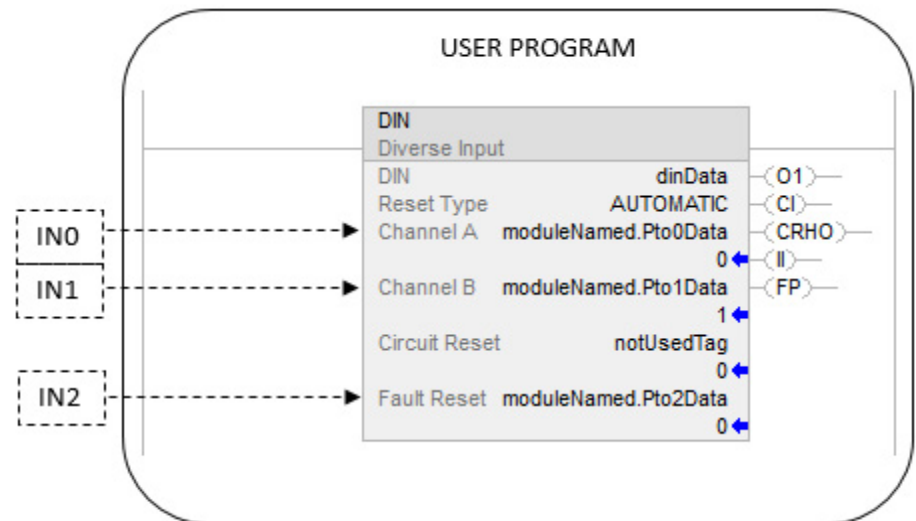 USER PROGRAM
DIN
Diverse Input
DIN dinData O1
Reset Type AUTOMATIC CI
IN0 Channel A moduleNamed.Pto0Data CRHO
0 II
IN1 Channel B moduleNamed.Pto1Data FP
1
Circuit Reset notUsedTag
0
IN2 Fault Reset moduleNamed.Pto2Data
0